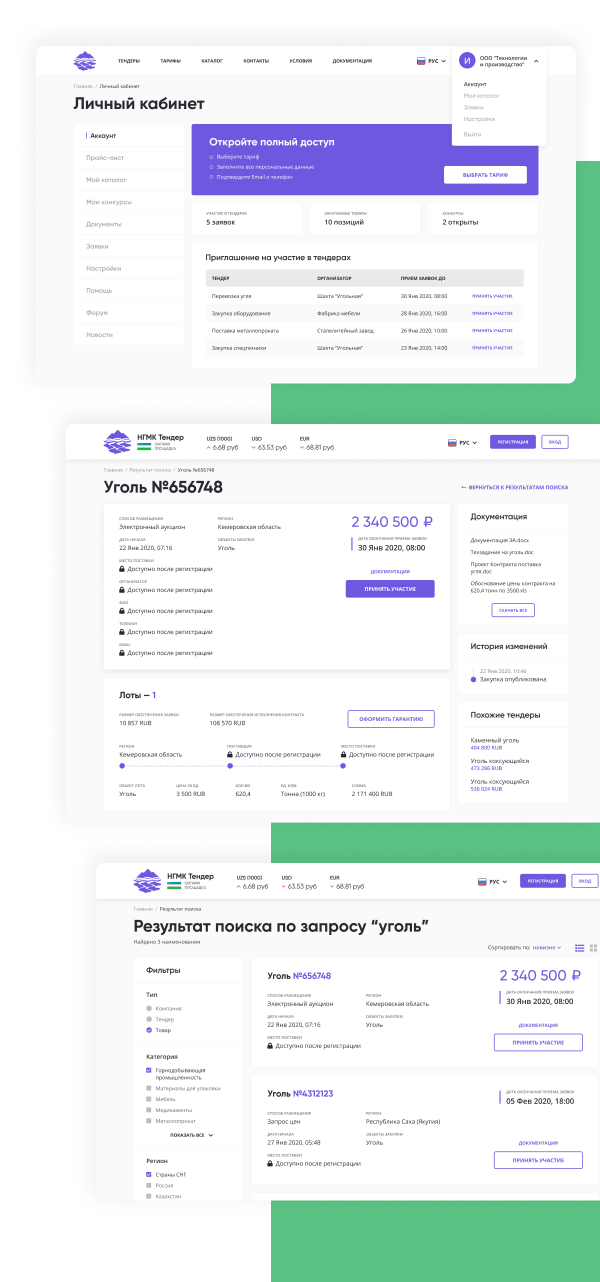 ТЕНДЕРЫ ТАРИФЫ КАТАЛОГ КОНТАКТЫ УСЛОВИЯ ДОКУМЕНТАЦИЯ РУС И ООО "Технологии
и производство"
Главная / Личный кабинет
Личный кабинет
Аккаунт
Мой каталог
Заявки
Настройки
Выйти
Аккаунт
Прайс-лист
Мой каталог
Мои конкурсы
Документы
Заявки
Настройки
Помощь
Форум
Новости
Откройте полный доступ
Выберите тариф
Заполните все персональные данные
Подтвердите Email и телефон
ВЫБРАТЬ ТАРИФ
УЧАСТИЕ В ТЕНДЕРАХ
5 заявок
10 позиций
КОНКУРСЫ
2 открыты
Приглашение на участие в тендерах
ТЕНДЕР ОРГАНИЗАТОР ПРИЕМ ЗАЯВОК ДО
Перевозка угля Шахта "Угольная" 30 Янв 2020, 08:00 ПРИНЯТЬ УЧАСТИЕ
Закупка оборудование Фабрика мебели 28 Янв 2020, 16:00 ПРИНЯТЬ УЧАСТИЕ
Поставка металлопроката Сталелитейный завод 26 Янв 2020, 10:00 ПРИНЯТЬ УЧАСТИЕ
Закупка спецтехники Шахта "Угольная" 23 Янв 2020, 14:00 ПРИНЯТЬ УЧАСТИЕ
НГМК Тендер
ОНЛАЙН
ПЛОЩАДКА
UZS (1000) USD EUR
6.68 руб 63.53 руб 68.81 руб
РУС РЕГИСТРАЦИЯ ВХОД
Главная / Результат поиска / Уголь №656748
Уголь №656748
← ВЕРНУТЬСЯ К РЕЗУЛЬТАТАМ ПОИСКА
СПОСОБ РАЗМЕЩЕНИЯ РЕГИОН
Электронный аукцион Кемеровская область
ДАТА НАЧАЛА ОБЪЕКТЫ ЗАКУПКИ
22 Янв 2020, 07:16 Уголь
МЕСТО ПОСТАВКИ
Доступно после регистрации
ОРГАНИЗАТОР
Доступно после регистрации
ФИО
Доступно после регистрации
ТЕЛЕФОН
Доступно после регистрации
EMAIL
Доступно после регистрации
2 340 500 ₽
ДАТА ОКОНЧАНИЯ ПРИЕМА ЗАЯВОК
30 Янв 2020, 08:00
ДОКУМЕНТАЦИЯ
ПРИНЯТЬ УЧАСТИЕ
Документация
Документация ЭА.docx
Техзадание на уголь.doc
Проект Контракта поставка
угля.doc
Обоснование цены контракта на
620,4 тонн по 3500.xls
СКАЧАТЬ ВСЕ
История изменений
22 Янв 2020, 10:46
Закупка опубликована
Похожие тендеры
Каменный уголь
404 800 RUB
Уголь коксующийся
473 286 RUB
Уголь коксующийся
530 024 RUB
Лоты — 1
РАЗМЕР ОБЕСПЕЧЕНИЯ ЗАЯВКИ РАЗМЕР ОБЕСПЕЧЕНИЯ ИСПОЛНЕНИЯ КОНТРАКТА
10 857 RUB 108 570 RUB
ОФОРМИТЬ ГАРАНТИЮ
РЕГИОН ПОСТАВЩИК МЕСТО ПОСТАВКИ
Кемеровская область Доступно после регистрации Доступно после регистрации
ОБЪЕКТ ЛОТА ЦЕНА ЗА ЕД. КОЛ-ВО ЕД. ИЗМ. СУММА
Уголь 3 500 RUB 620,4 Тонна (1000 кг) 2 171 400 RUB
НГМК Тендер
ОНЛАЙН
ПЛОЩАДКА
UZS (1000) USD EUR
6.68 руб 63.53 руб 68.81 руб
РУС РЕГИСТРАЦИЯ ВХОД
Главная / Результат поиска
Результат поиска по запросу “уголь”
Найдено 3 наименования
Сортировать по: новизне
Фильтры
Тип
Компания
Тендер
Товар
Категория
Горнодобывающая
промышленность
Материалы для упаковки
Мебель
Медикаменты
Металлопрокат
ПОКАЗАТЬ ВСЕ
Регион
Страны СНГ
Россия
Казахстан
Уголь №656748
СПОСОБ РАЗМЕЩЕНИЯ РЕГИОН
Электронный аукцион Кемеровская область
ДАТА НАЧАЛА ОБЪЕКТЫ ЗАКУПКИ
22 Янв 2020, 07:16 Уголь
МЕСТО ПОСТАВКИ
Доступно после регистрации
2 340 500 ₽
ДАТА ОКОНЧАНИЯ ПРИЕМА ЗАЯВОК
30 Янв 2020, 08:00
ДОКУМЕНТАЦИЯ
ПРИНЯТЬ УЧАСТИЕ
Уголь №4312123
СПОСОБ РАЗМЕЩЕНИЯ РЕГИОН
Запрос цен Республика Саха (Якутия)
ДАТА НАЧАЛА ОБЪЕКТЫ ЗАКУПКИ
27 Янв 2020, 05:48 Уголь
МЕСТО ПОСТАВКИ
Доступно после регистрации
ДАТА ОКОНЧАНИЯ ПРИЕМА ЗАЯВОК
05 Фев 2020, 18:00
ДОКУМЕНТАЦИЯ
ПРИНЯТЬ УЧАСТИЕ